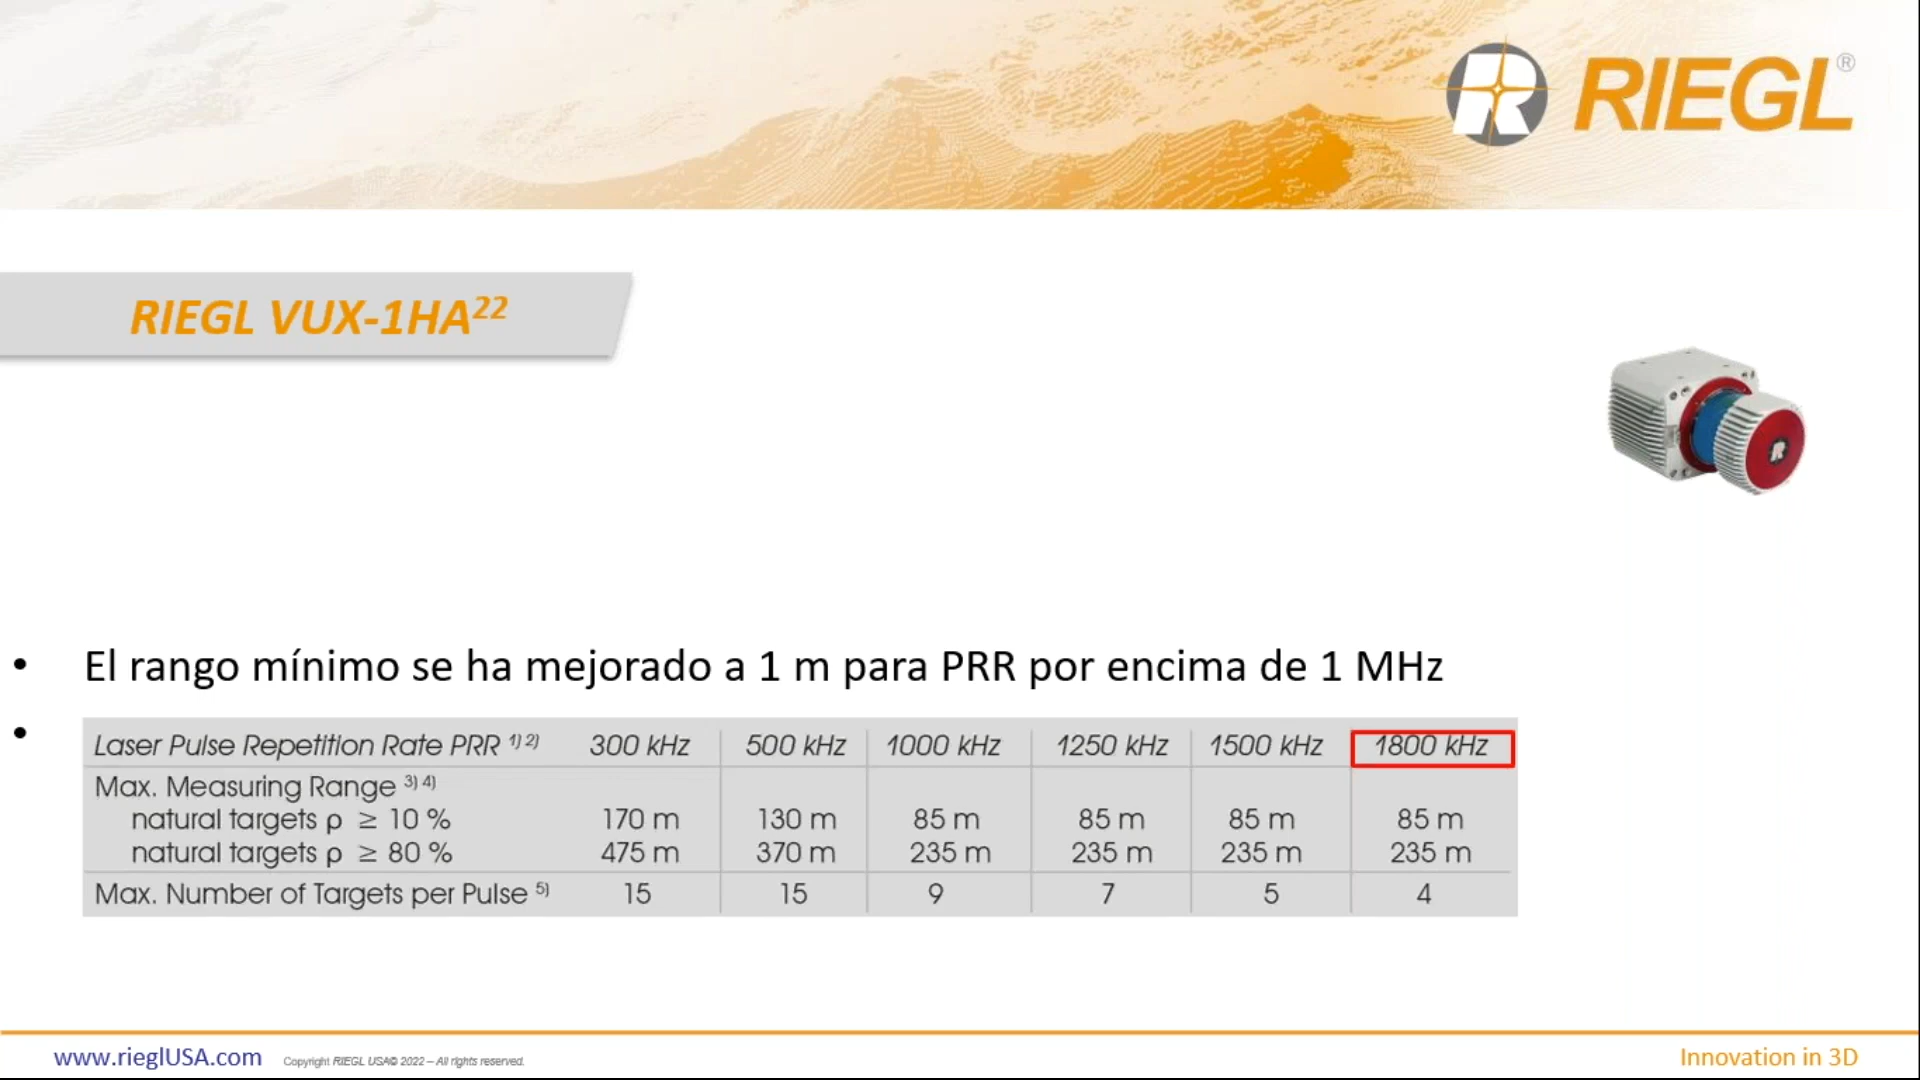 RIEGL®
RIEGL VUX-1HA²²
• El rango mínimo se ha mejorado a 1 m para PRR por encima de 1 MHz
•
Laser Pulse Repetition Rate PRR ¹⁾ ²⁾ 300 kHz 500 kHz 1000 kHz 1250 kHz 1500 kHz 1800 kHz
Max. Measuring Range ³⁾ ⁴⁾
natural targets ρ ≥ 10 % 170 m 130 m 85 m 85 m 85 m 85 m
natural targets ρ ≥ 80 % 475 m 370 m 235 m 235 m 235 m 235 m
Max. Number of Targets per Pulse ⁵⁾ 15 15 9 7 5 4
www.rieglUSA.com Copyright RIEGL USA© 2022 – All rights reserved. Innovation in 3D